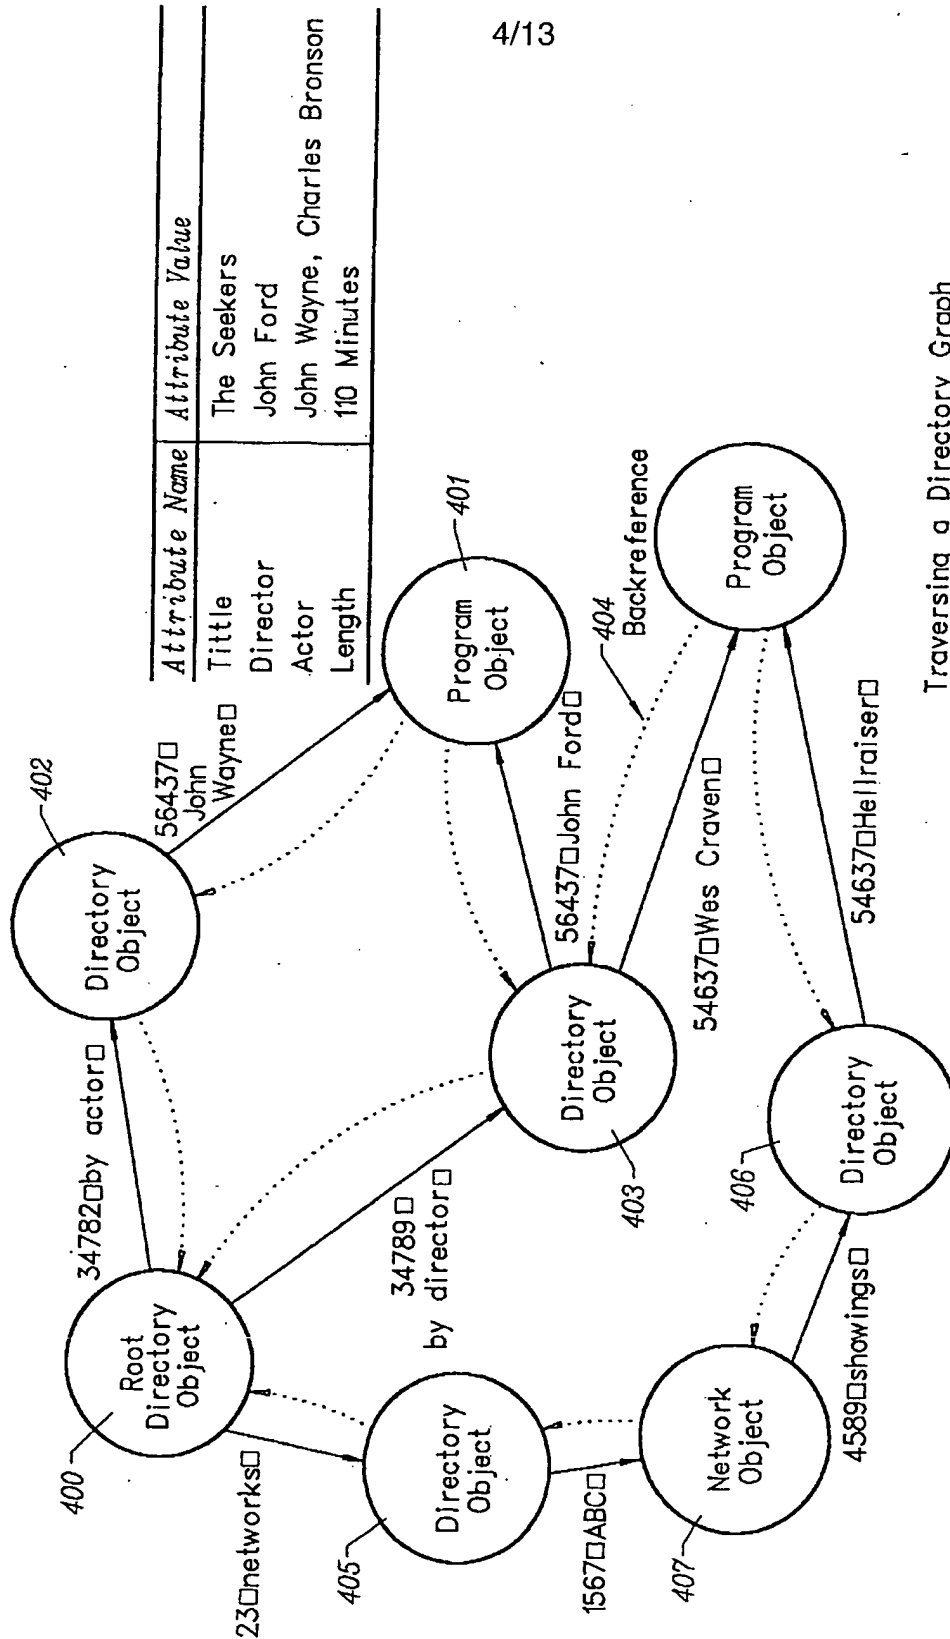 4/13
Attribute Name Attribute Value
Tittle The Seekers
Director John Ford
Actor John Wayne, Charles Bronson
Length 110 Minutes
402
Directory
Object
56437□
John
Wayne□
34782□by actor□
400
Root
Directory
Object
401
Program
Object
34789□
by director□
56437□John Ford□
403
Directory
Object
404
Backreference
23□networks□
405
Directory
Object
54637□Wes Craven□
Program
Object
1567□ABC□
407
Network
Object
406
Directory
Object
54637□Hellraiser□
4589□showings□
Traversing a Directory Graph